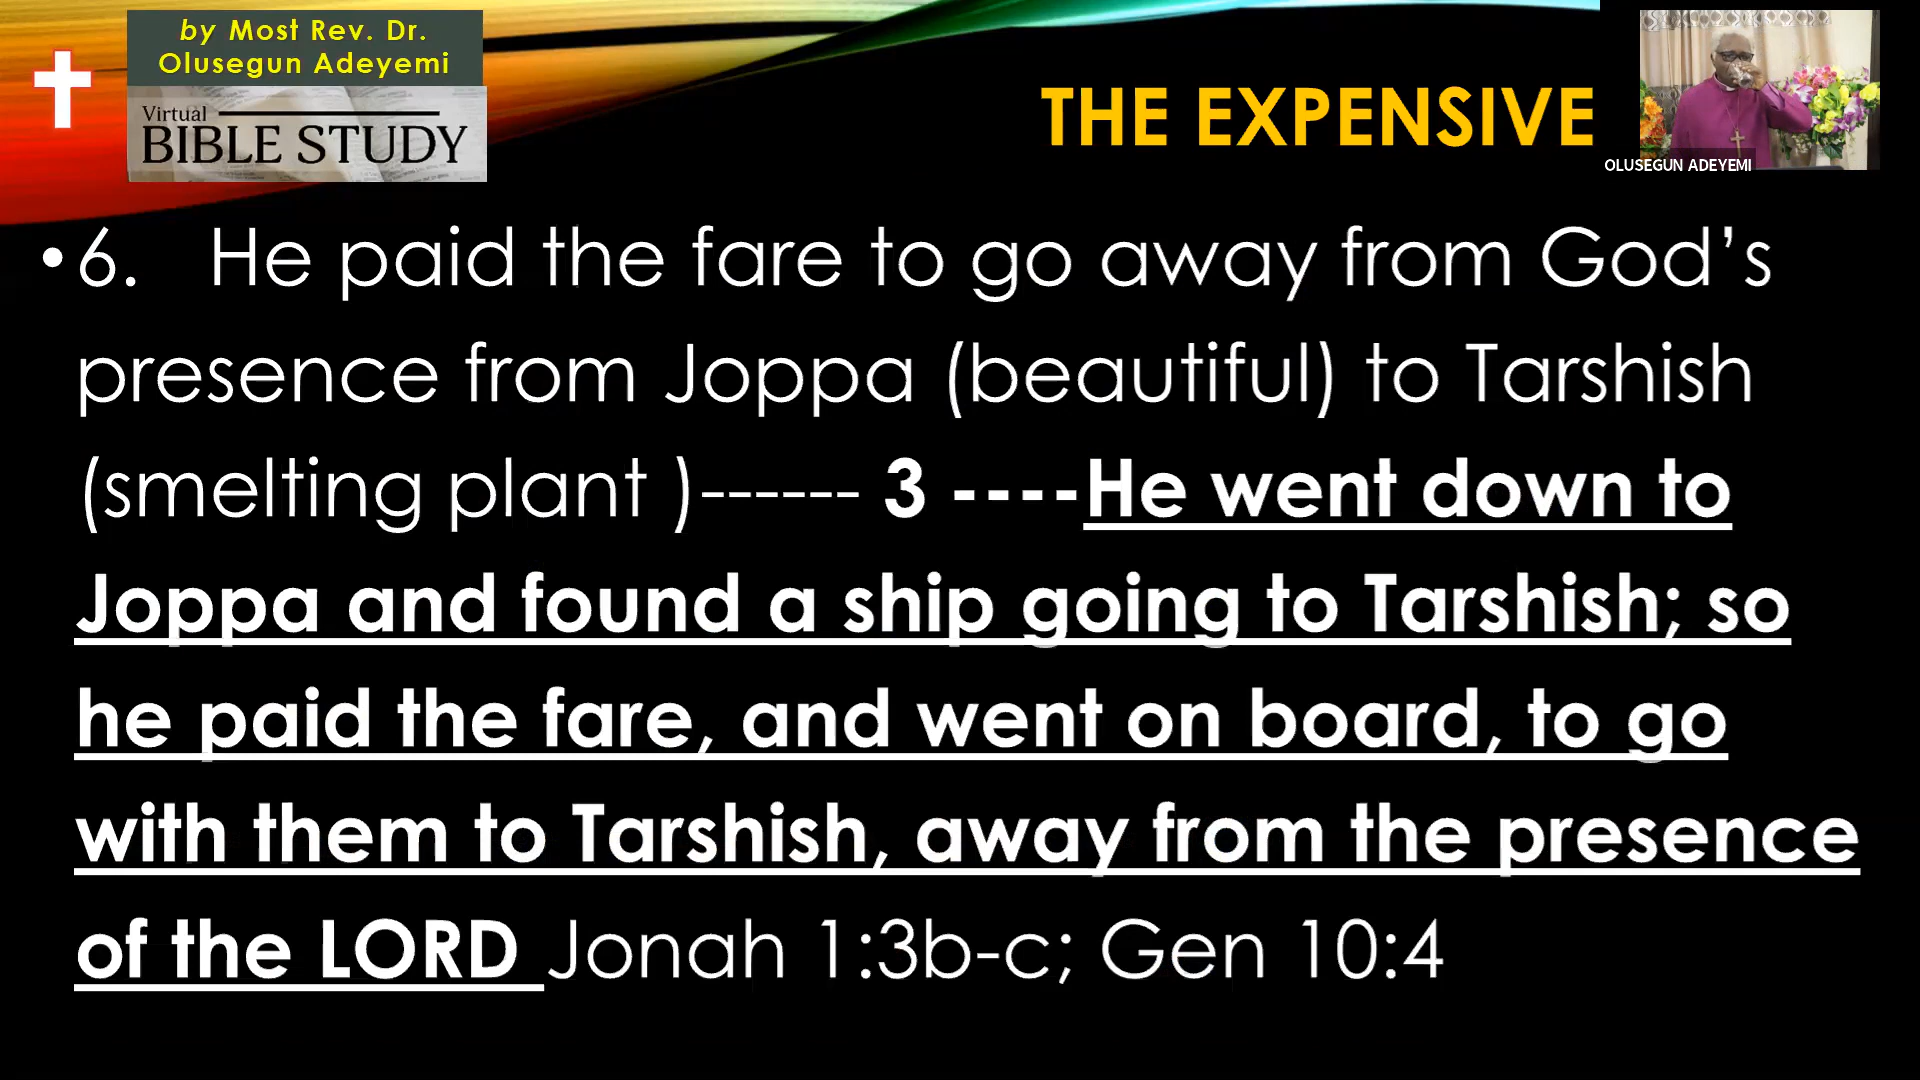 by Most Rev. Dr.
Olusegun Adeyemi
Virtual
BIBLE STUDY
THE EXPENSIVE
OLUSEGUN ADEYEMI
•6. He paid the fare to go away from God’s
presence from Joppa (beautiful) to Tarshish
(smelting plant )------ 3 ----He went down to
Joppa and found a ship going to Tarshish; so
he paid the fare, and went on board, to go
with them to Tarshish, away from the presence
of the LORD Jonah 1:3b-c; Gen 10:4